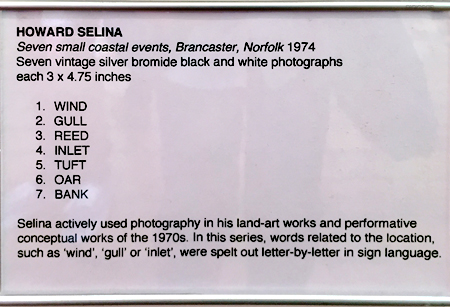 HOWARD SELINA
Seven small coastal events, Brancaster, Norfolk 1974
Seven vintage silver bromide black and white photographs
each 3 x 4.75 inches
1. WIND
2. GULL
3. REED
4. INLET
5. TUFT
6. OAR
7. BANK
Selina actively used photography in his land-art works and performative
conceptual works of the 1970s. In this series, words related to the location,
such as ‘wind’, ‘gull’ or ‘inlet’, were spelt out letter-by-letter in sign language.